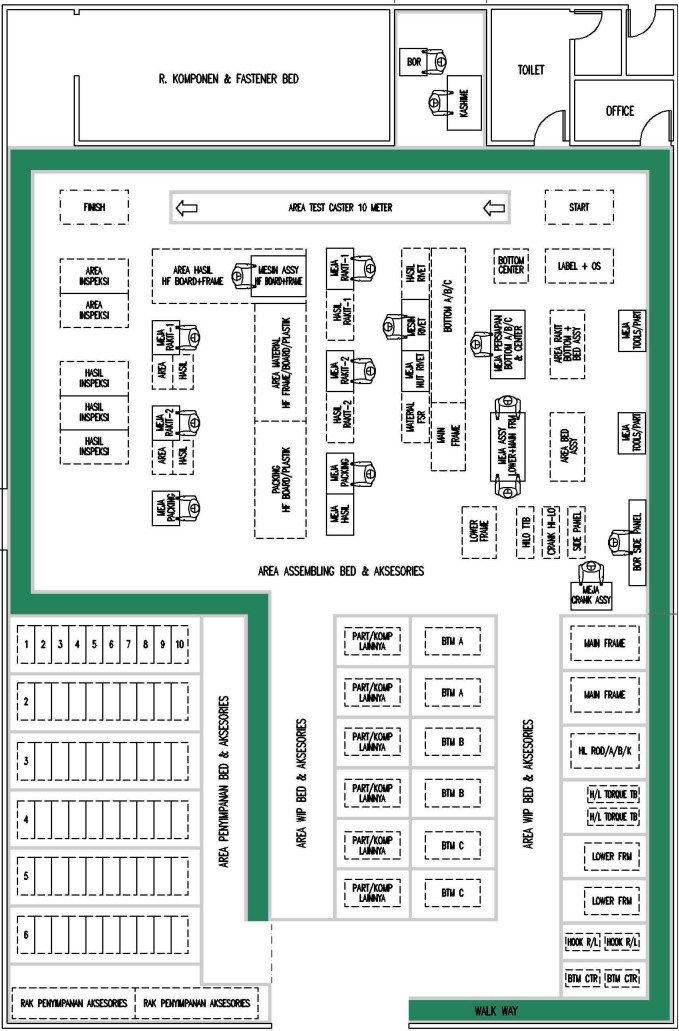 R. KOMPONEN & FASTENER BED
BOR
KASHIME
TOILET
OFFICE
FINISH
AREA TEST CASTER 10 METER
START
AREA
INSPEKSI
AREA
INSPEKSI
HASIL
INSPEKSI
HASIL
INSPEKSI
HASIL
INSPEKSI
AREA HASIL
HF BOARD+FRAME
MESIN ASSY
HF BOARD+FRAME
MEJA
RAKIT-1
AREA
HASIL
MEJA
RAKIT-2
AREA
HASIL
MEJA
PACKING
AREA MATERIAL
HF FRAME/BOARD/PLASTIK
PACKING
HF BOARD/PLASTIK
MEJA
RAKIT-1
HASIL
RAKIT-1
MEJA
RAKIT-2
HASIL
RAKIT-2
MEJA
PACKING
MEJA
HASIL
HASIL
RIVET
MESIN
RIVET
MEJA
NUT RIVET
MATERIAL
FSR
BOTTOM A/B/C
MAIN
FRAME
BOTTOM
CENTER
LABEL + OS
MEJA PERSIAPAN
BOTTOM A/B/C
& CENTER
AREA RAKIT
BOTTOM +
BED ASSY
MEJA
TOOLS/PART
MEJA ASSY
LOWER+MAIN FRM
AREA BED
ASSY
MEJA
TOOLS/PART
LOWER
FRAME
HILO TTB
CRANK HI-LO
SIDE PANEL
BOR SIDE PANEL
MEJA
CRANK ASSY
AREA ASSEMBLING BED & AKSESORIES
1 2 3 4 5 6 7 8 9 10
2
3
4
5
6
AREA PENYIMPANAN BED & AKSESORIES
AREA WIP BED & AKSESORIES
PART/KOMP
LAINNYA
BTM A
PART/KOMP
LAINNYA
BTM A
PART/KOMP
LAINNYA
BTM B
PART/KOMP
LAINNYA
BTM B
PART/KOMP
LAINNYA
BTM C
PART/KOMP
LAINNYA
BTM C
AREA WIP BED & AKSESORIES
MAIN FRAME
MAIN FRAME
HL ROD/A/B/K
H/L TORQUE TB
H/L TORQUE TB
LOWER FRM
LOWER FRM
HOOK R/L HOOK R/L
BTM CTR BTM CTR
RAK PENYIMPANAN AKSESORIES RAK PENYIMPANAN AKSESORIES
WALK WAY